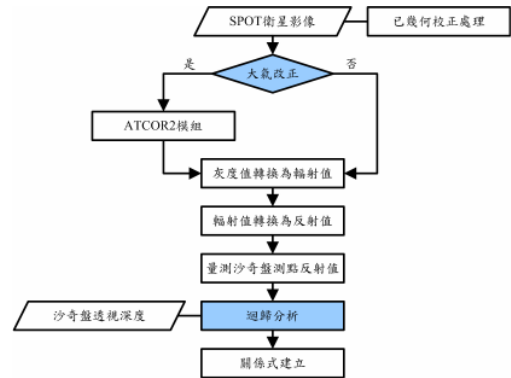 SPOT衛星影像
已幾何校正處理
大氣改正
是
否
ATCOR2模組
灰度值轉換為輻射值
輻射值轉換為反射值
量測沙奇盤測點反射值
沙奇盤透視深度
迴歸分析
關係式建立